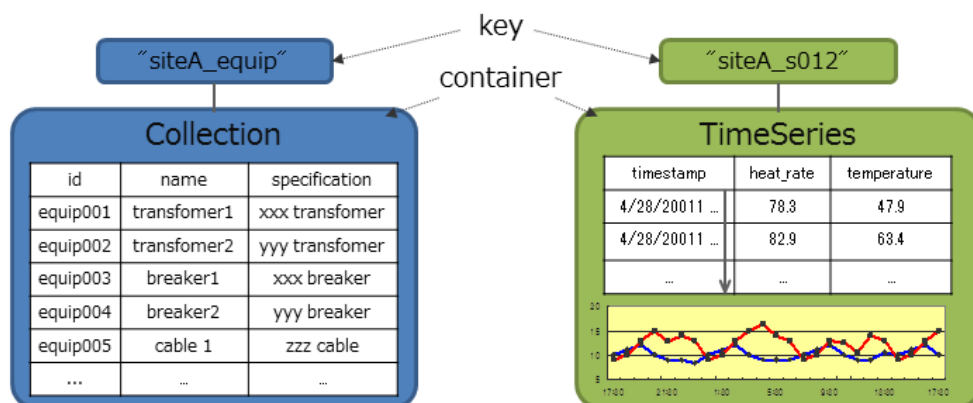 key
"siteA_equip"
"siteA_s012"
container
Collection
id name specification
equip001 transfomer1 xxx transfomer
equip002 transfomer2 yyy transfomer
equip003 breaker1 xxx breaker
equip004 breaker2 yyy breaker
equip005 cable 1 zzz cable
... ... ...
TimeSeries
timestamp heat_rate temperature
4/28/20011 ... 78.3 47.9
4/28/20011 ... 82.9 63.4
... ... ...
20
15
10
5